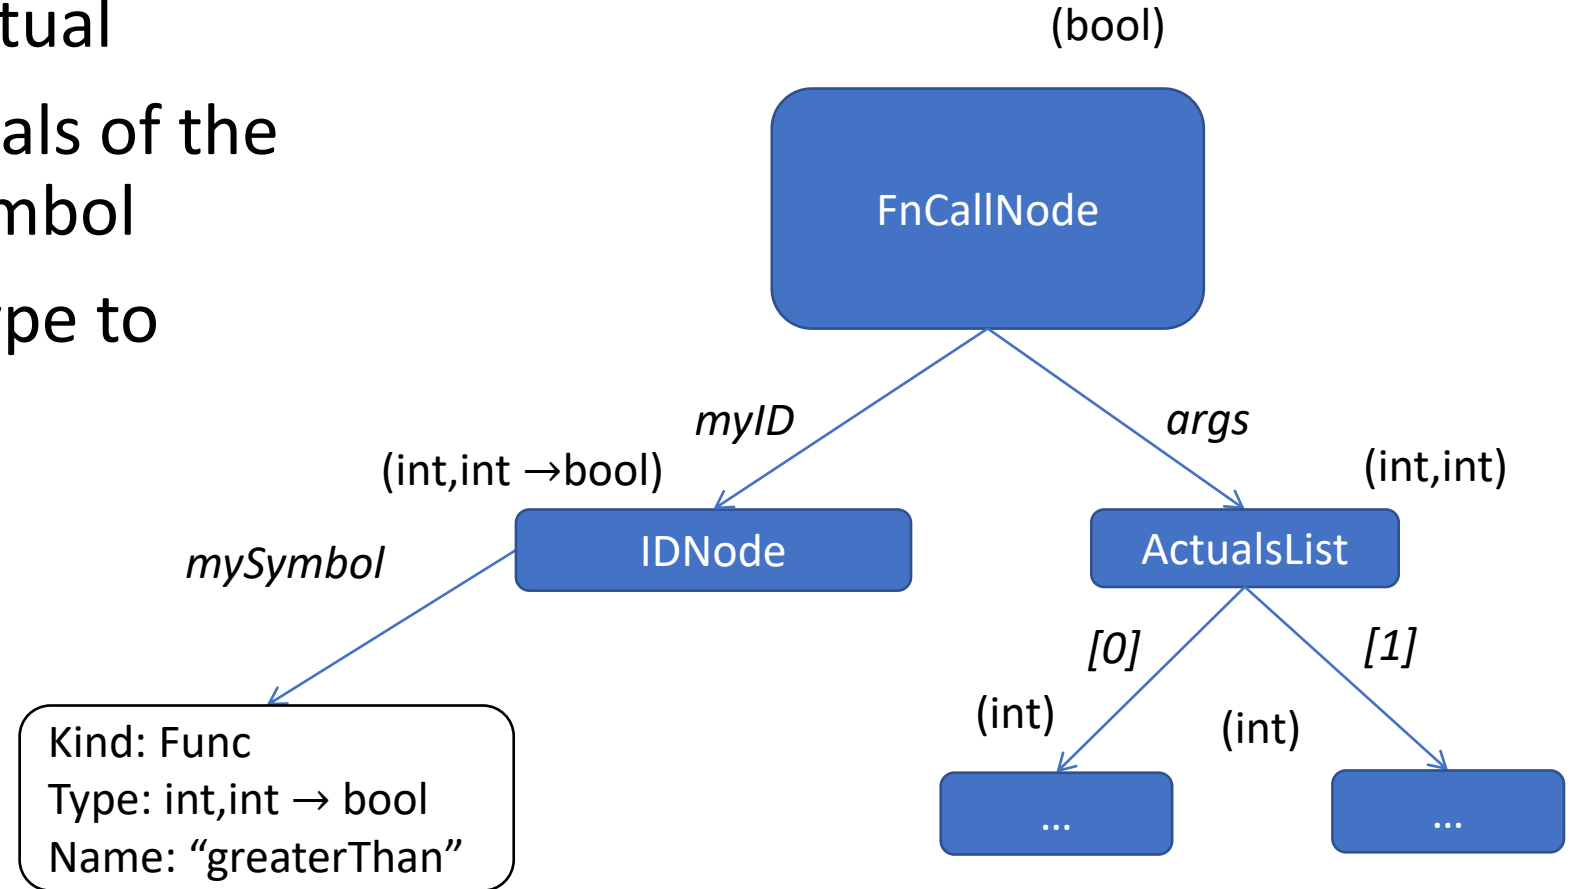 tual
als of the
mbol
pe to
(bool)
FnCallNode
myID
args
(int,int →bool)
(int,int)
mySymbol
IDNode
ActualsList
[0]
[1]
(int)
(int)
Kind: Func
Type: int,int → bool
Name: “greaterThan”
...
...